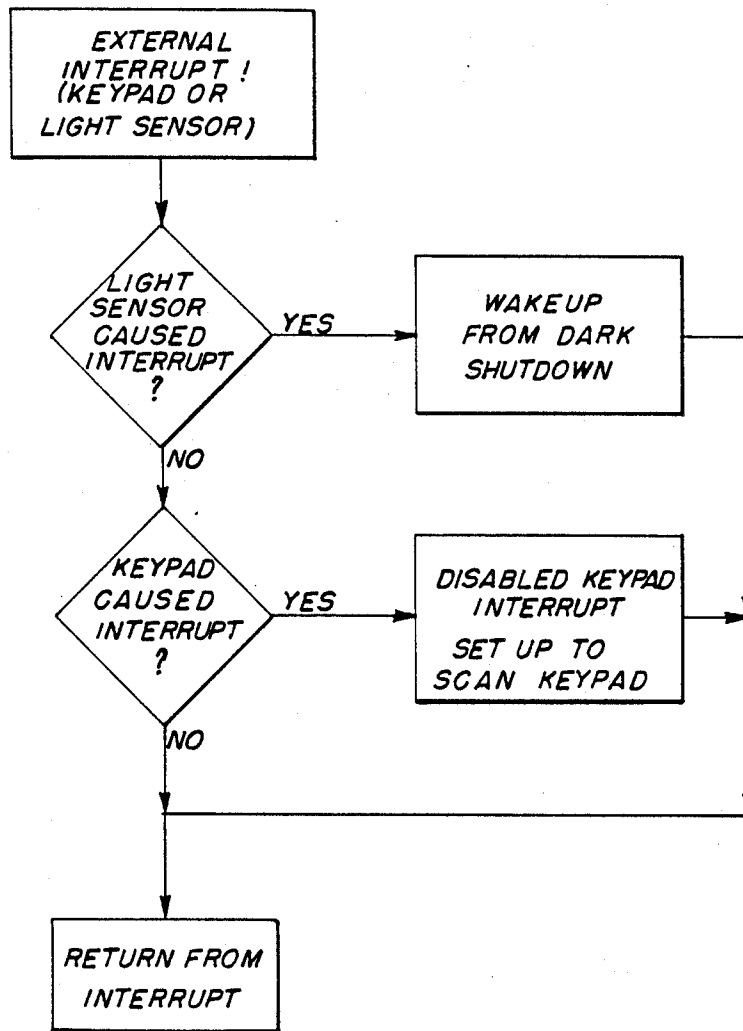 EXTERNAL
INTERRUPT !
(KEYPAD OR
LIGHT SENSOR)
LIGHT
SENSOR
CAUSED
INTERRUPT
?
YES
WAKEUP
FROM DARK
SHUTDOWN
NO
KEYPAD
CAUSED
INTERRUPT
?
YES
DISABLED KEYPAD
INTERRUPT
SET UP TO
SCAN KEYPAD
NO
RETURN FROM
INTERRUPT